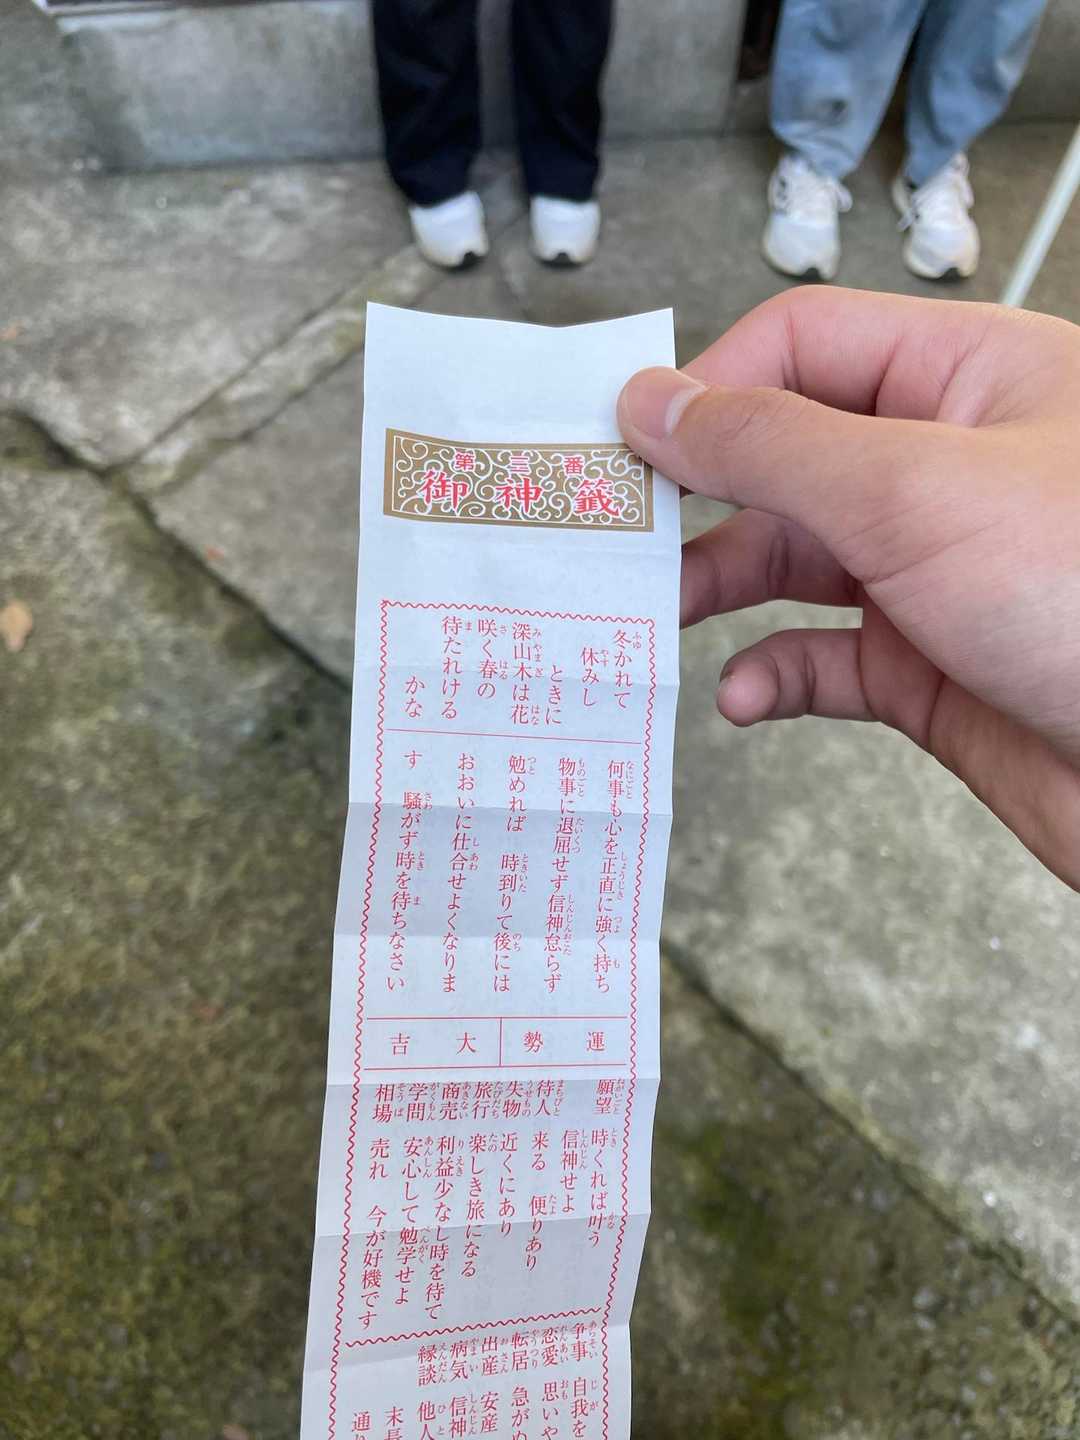 第三番
御神籤
冬かれて
休みし
ときに
深山木は花
咲く春の
待たれける
かな
何事も心を正直に強く持ち
物事に退屈せず信神怠らず
勉めれば 時到りて後には
おおいに仕合せよくなりま
す 騒がず時を待ちなさい
運勢 大吉
願望 時くれば叶う
信神せよ
待人 来る 便りあり
失物 近くにあり
旅行 楽しき旅になる
商売 利益少なし時を待て
学問 安心して勉学せよ
相場 売れ 今が好機です
争事 自我を
恋愛 思いや
転居 急がぬ
出産 安産
病気 信神
縁談 他人
末長
通り